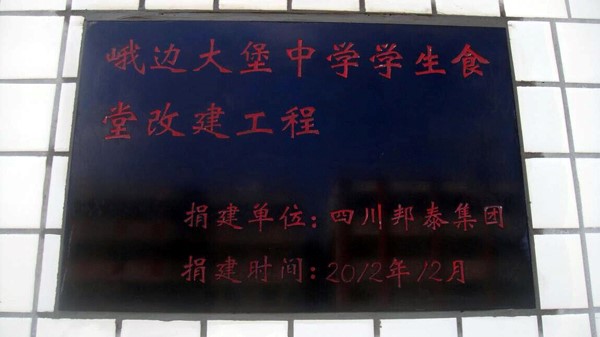 峨边大堡中学学生食
堂改建工程
捐建单位：四川邦泰集团
捐建时间：2012年12月